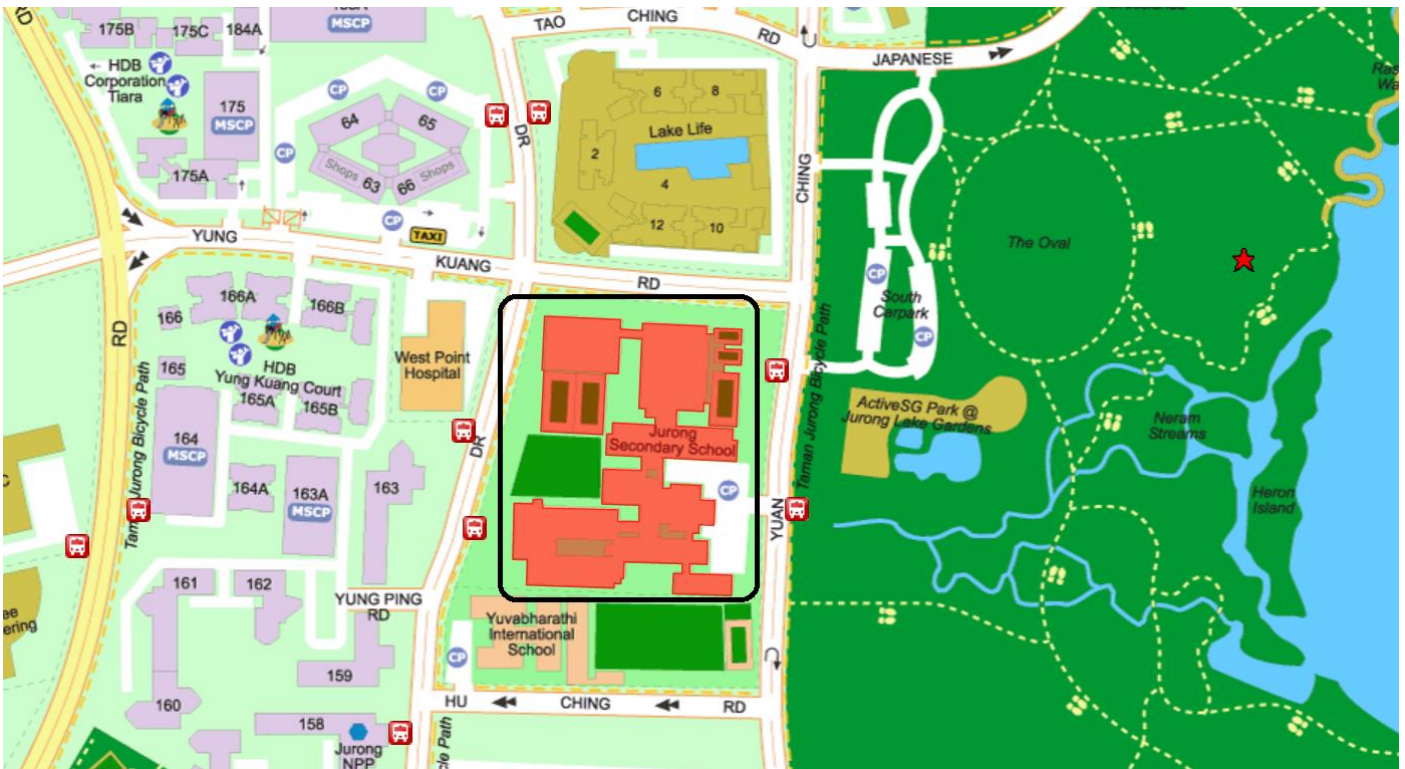 175B
175C
184A
MSCP
TAO
CHING
RD
JAPANESE
HDB
Corporation
Tiara
175
MSCP
175A
CP
CP
CP
64
65
Shops
63
66
Shops
CP
TAXI
DR
6
8
Lake Life
2
4
12
10
CHING
YUNG
KUANG
RD
RD
The Oval
CP
South
Carpark
CP
166A
166B
166
165
HDB
Yung Kuang Court
165A
165B
West Point
Hospital
Taman Jurong Bicycle Path
Jurong Bicycle Path
164
MSCP
164A
163A
MSCP
163
DR
Jurong
Secondary School
CP
YUAN
ActiveSG Park @
Jurong Lake Gardens
Neram
Streams
Heron
Island
161
162
YUNG PING
RD
Yuvabharathi
International
School
CP
159
160
158
Jurong
NPP
HU
CHING
RD